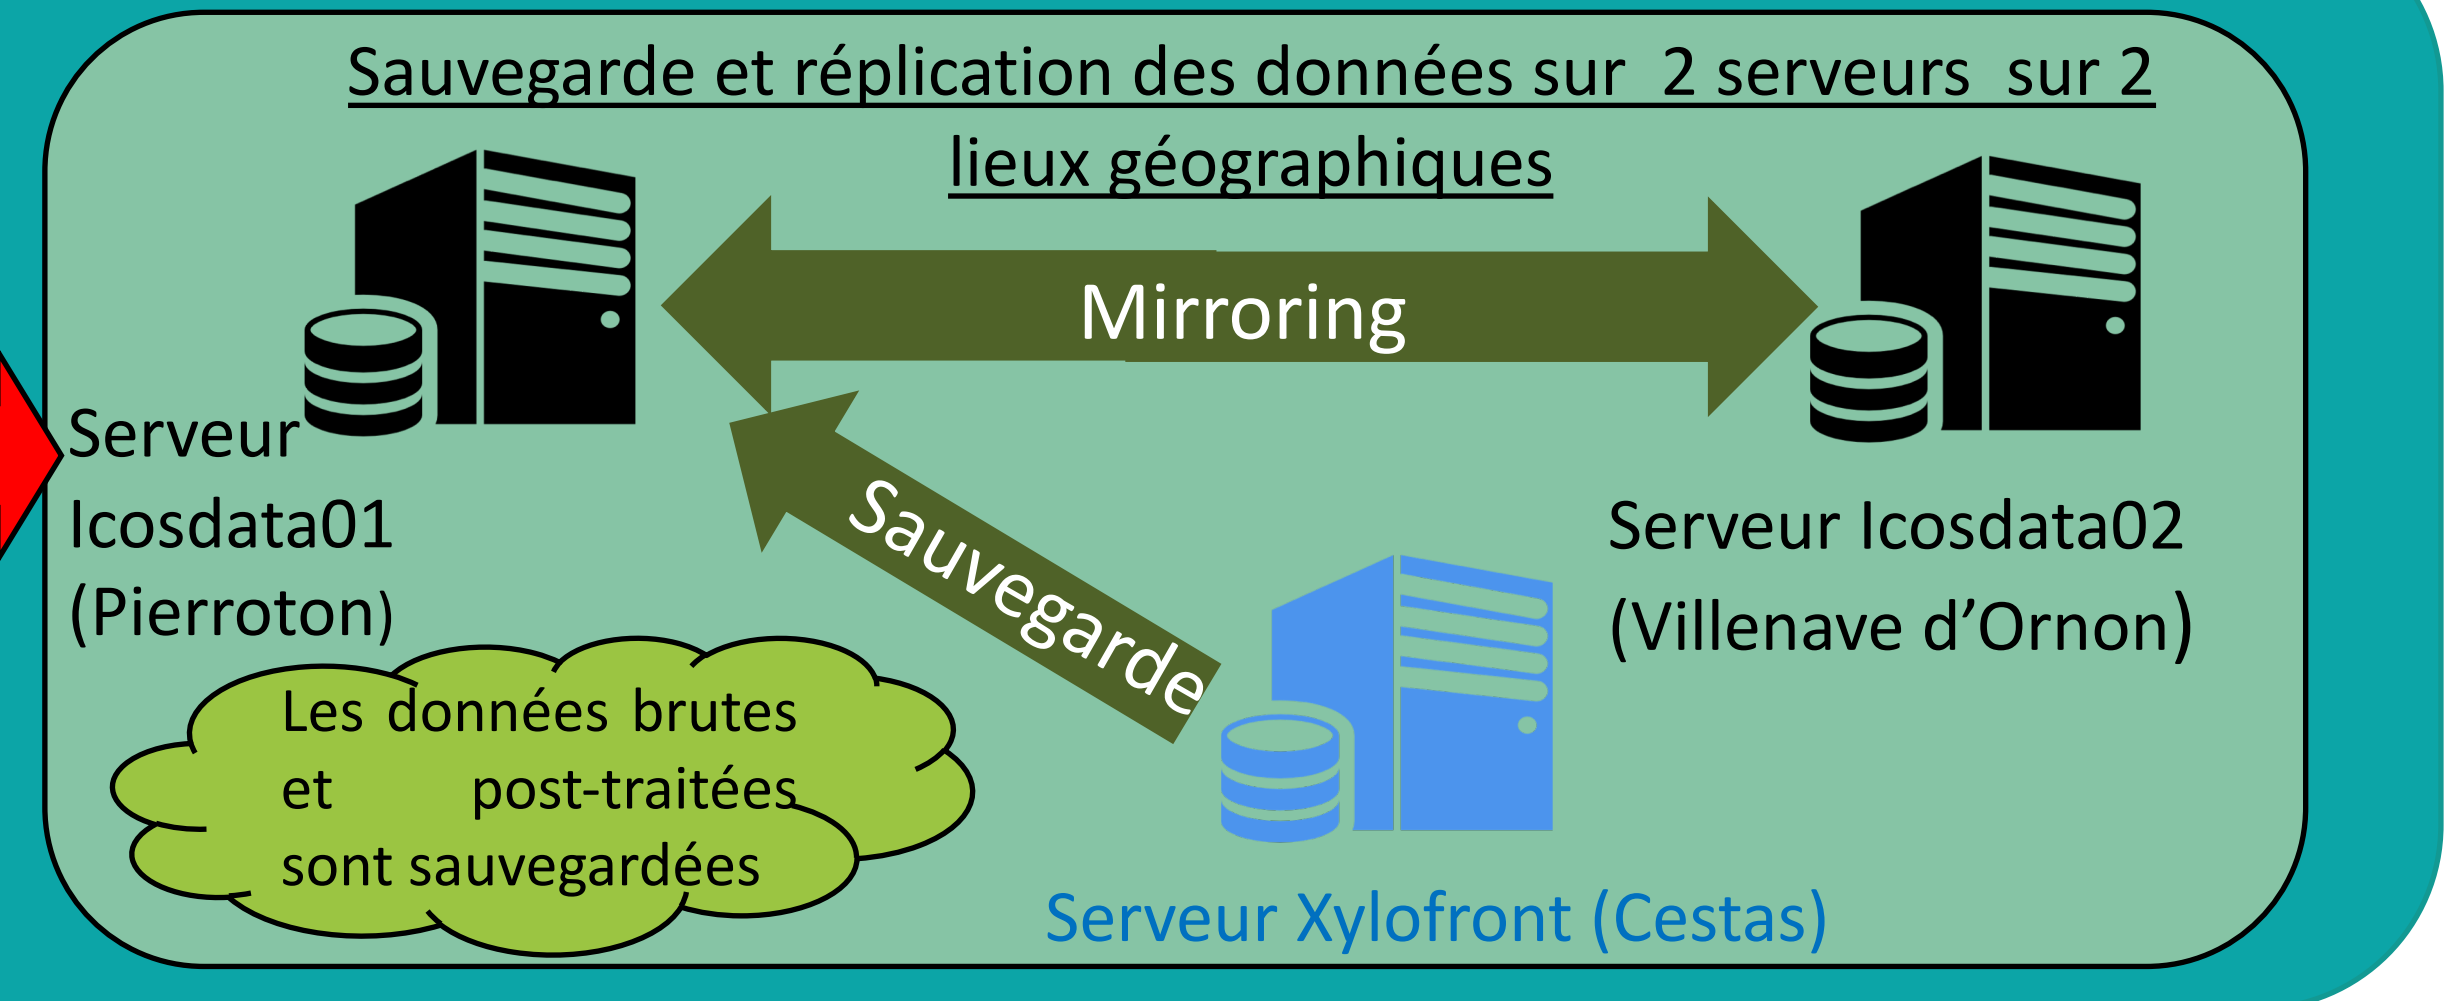 Sauvegarde et réplication des données sur 2 serveurs sur 2
lieux géographiques
Mirroring
Serveur
Icosdata01
(Pierroton)
Sauvegarde
Serveur Icosdata02
(Villenave d’Ornon)
Les données brutes
et post-traitées
sont sauvegardées
Serveur Xylofront (Cestas)